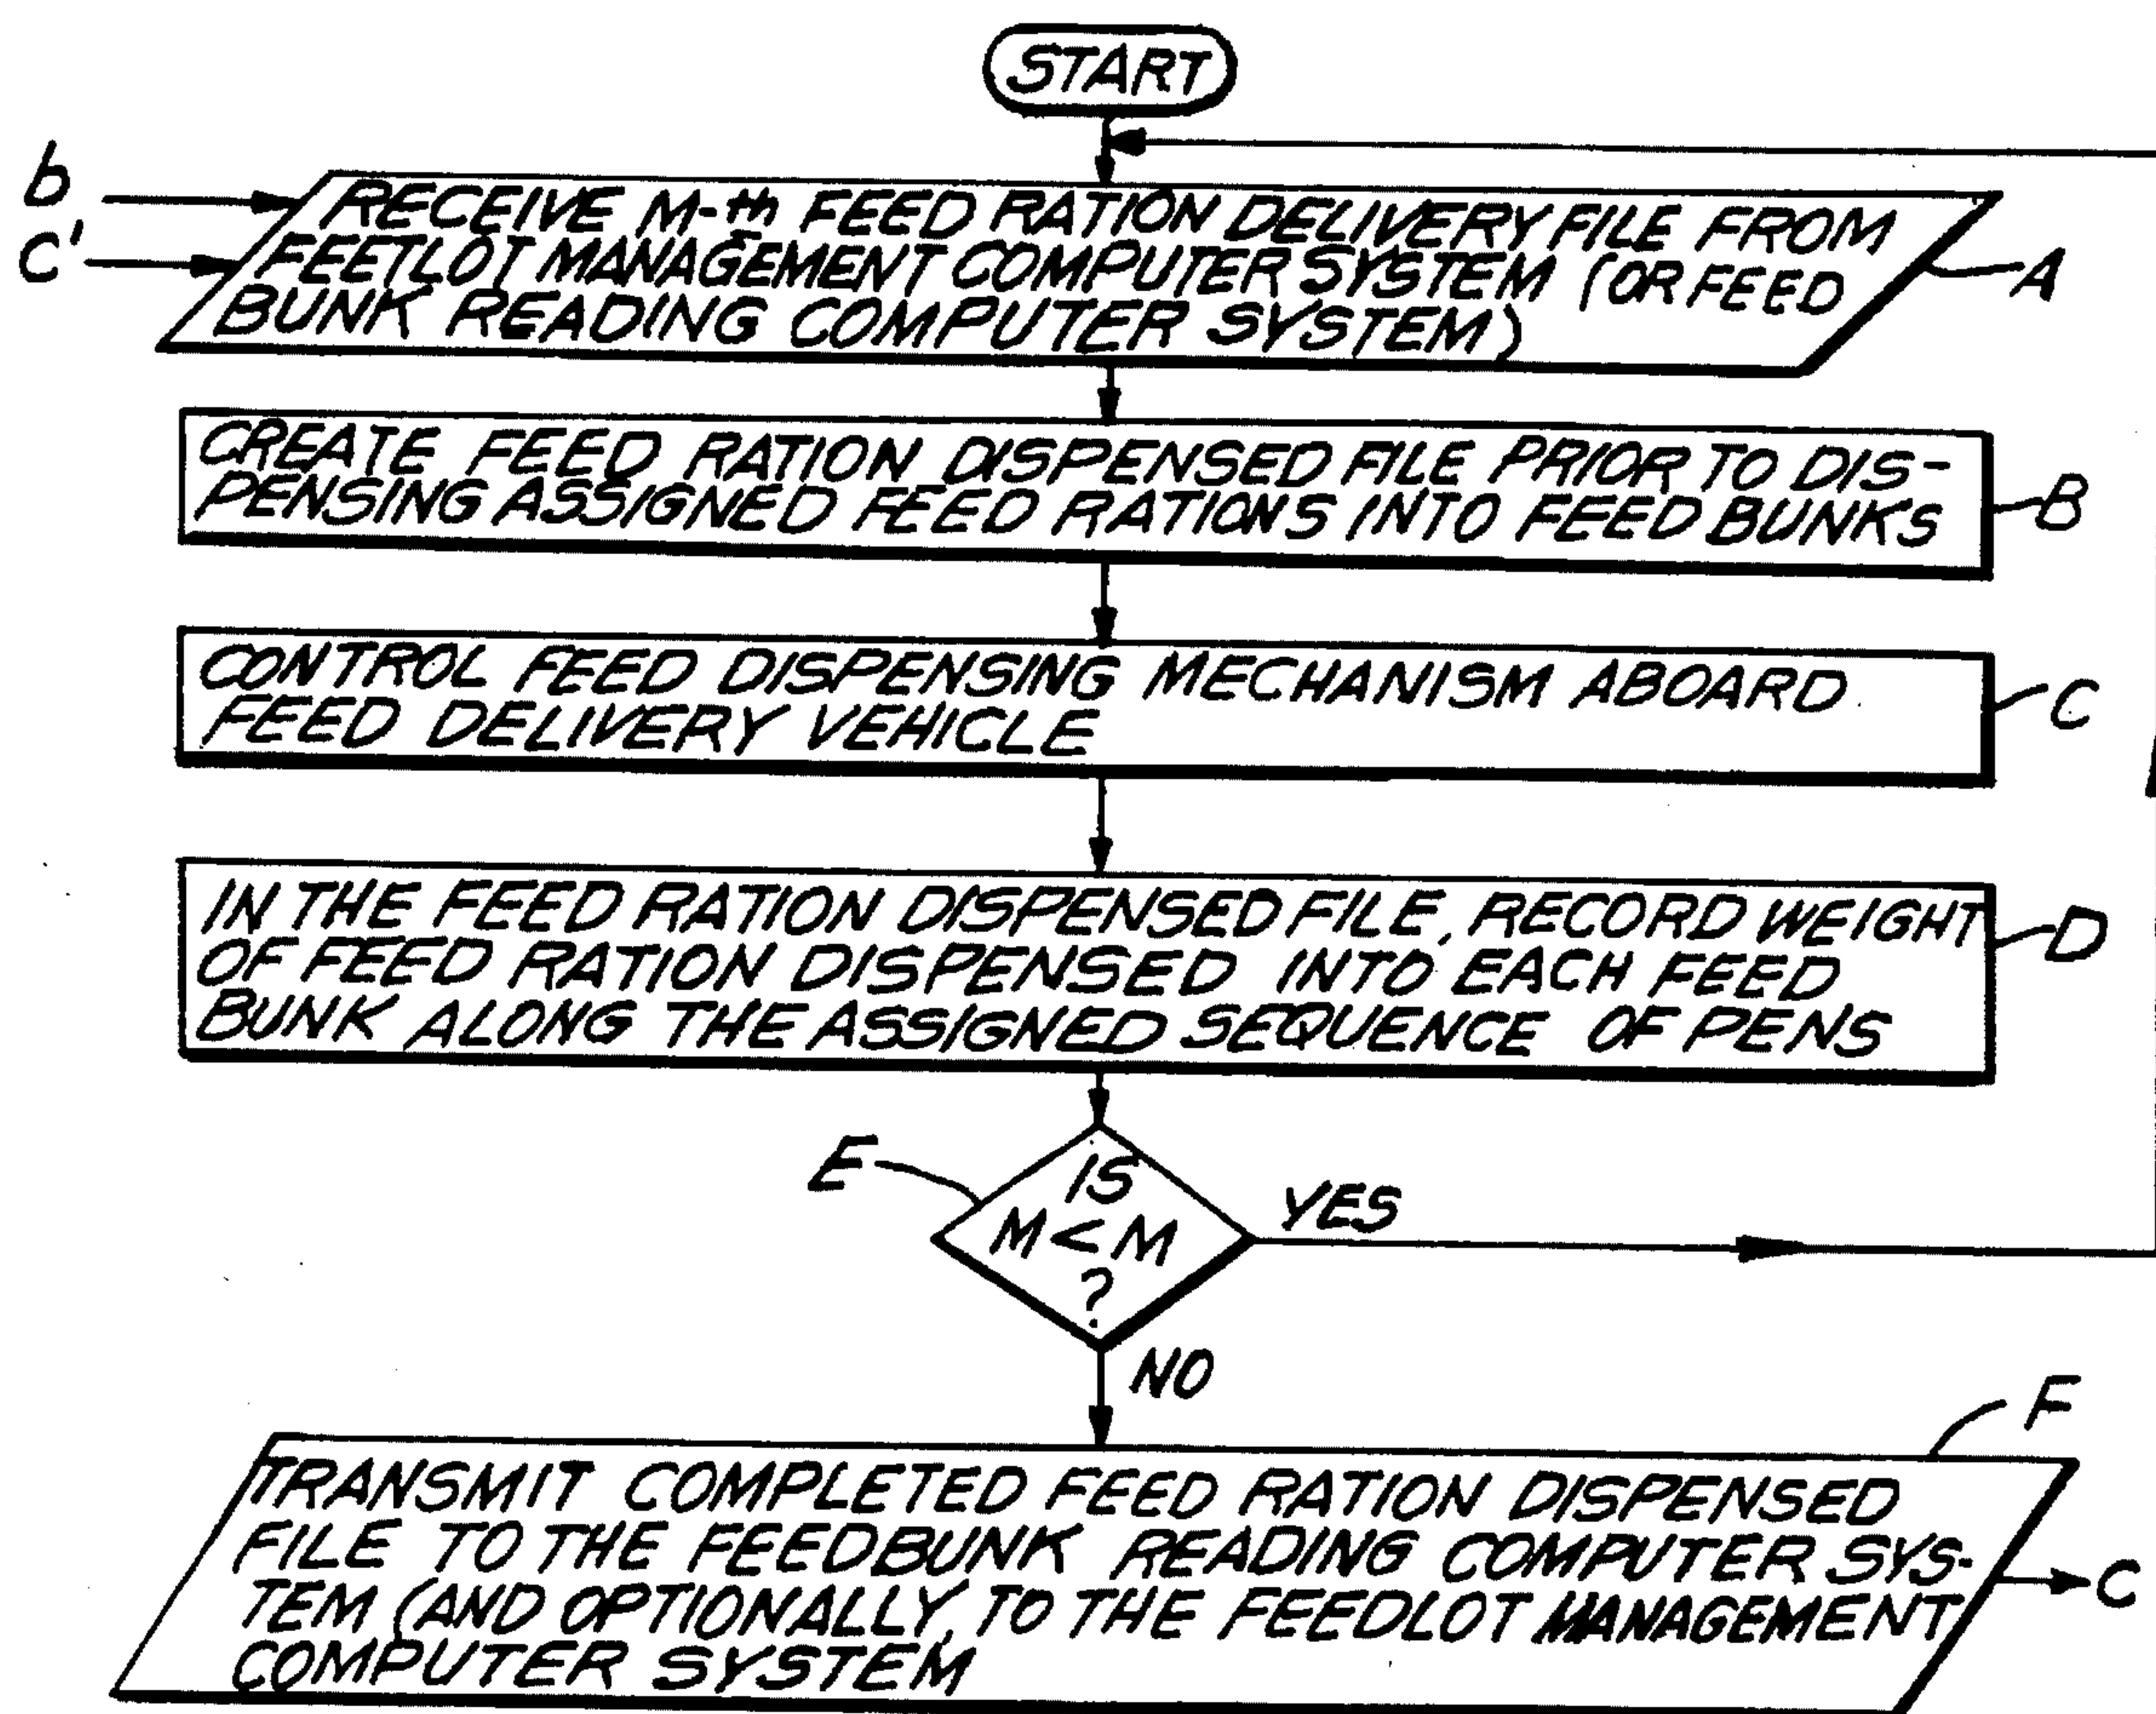 START
b
RECEIVE M-th FEED RATION DELIVERY FILE FROM
C'
FEETLOT MANAGEMENT COMPUTER SYSTEM (OR FEED
A
BUNK READING COMPUTER SYSTEM)
CREATE FEED RATION DISPENSED FILE PRIOR TO DIS-
PENSING ASSIGNED FEED RATIONS INTO FEED BUNKS
B
CONTROL FEED DISPENSING MECHANISM ABOARD
FEED DELIVERY VEHICLE
C
IN THE FEED RATION DISPENSED FILE, RECORD WEIGHT
D
OF FEED RATION DISPENSED INTO EACH FEED
BUNK ALONG THE ASSIGNED SEQUENCE OF PENS
E
IS
M<M
?
YES
NO
F
TRANSMIT COMPLETED FEED RATION DISPENSED
FILE TO THE FEEDBUNK READING COMPUTER SYS-
TEM (AND OPTIONALLY, TO THE FEEDLOT MANAGEMENT
COMPUTER SYSTEM
C